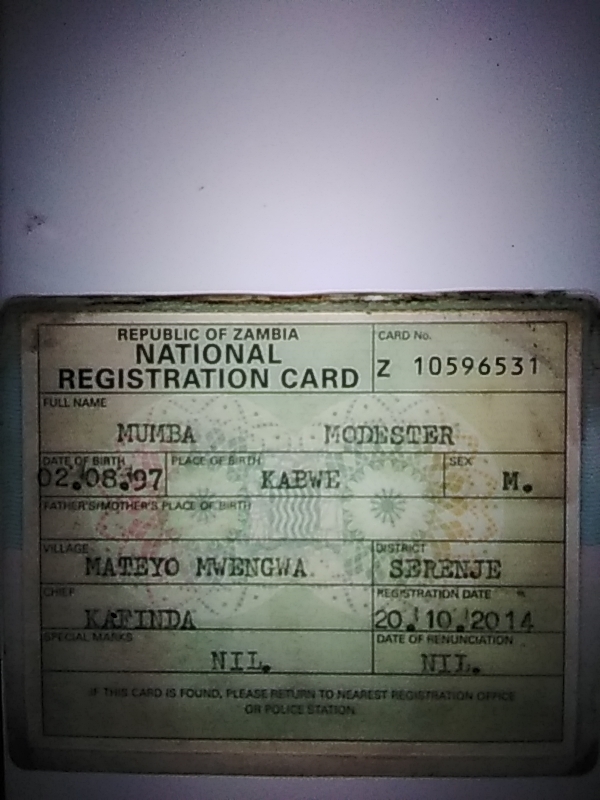 REPUBLIC OF ZAMBIA
NATIONAL
REGISTRATION CARD
CARD No.
Z 10596531
FULL NAME
MUMBA MODESTER
DATE OF BIRTH PLACE OF BIRTH SEX
02.08.97 KABWE M.
FATHER'S/MOTHER'S PLACE OF BIRTH
VILLAGE DISTRICT
MATEYO MWENGWA SERENJE
CHIEF REGISTRATION DATE
KAFINDA 20.10.2014
SPECIAL MARKS DATE OF RENUNCIATION
NIL. NIL.
IF THIS CARD IS FOUND, PLEASE RETURN TO NEAREST REGISTRATION OFFICE
OR POLICE STATION.